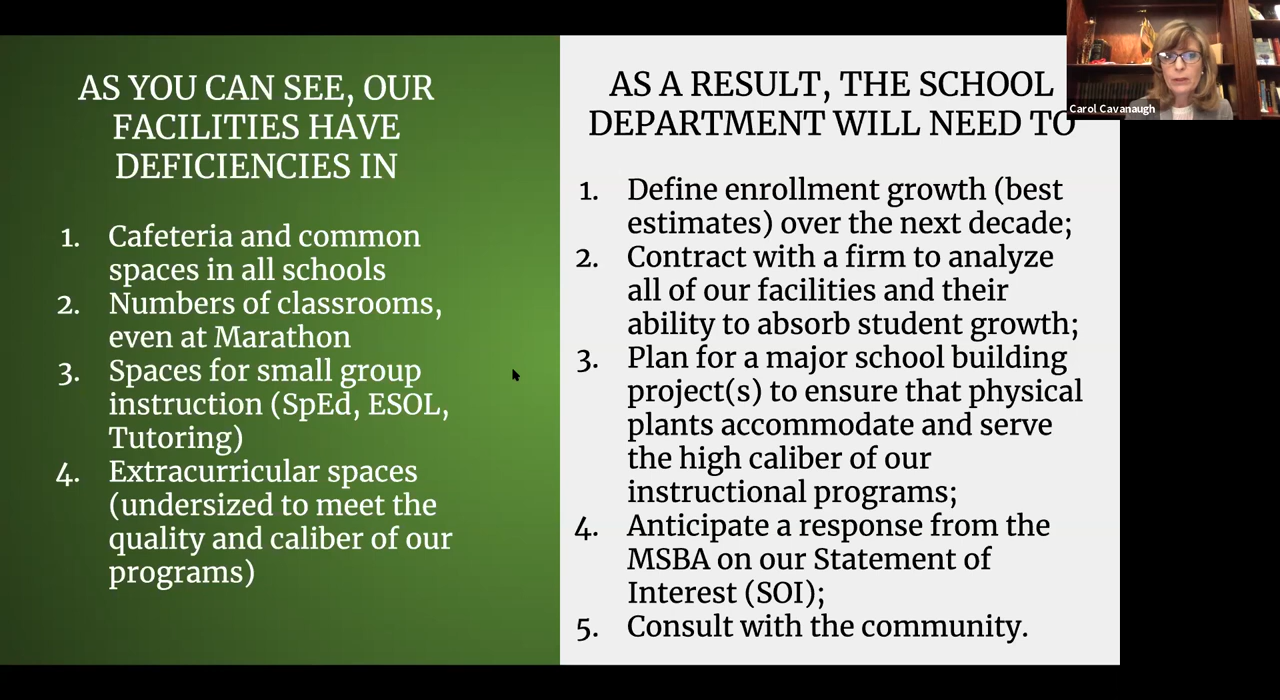 AS YOU CAN SEE, OUR
FACILITIES HAVE
DEFICIENCIES IN
1. Cafeteria and common
spaces in all schools
2. Numbers of classrooms,
even at Marathon
3. Spaces for small group
instruction (SpEd, ESOL,
Tutoring)
4. Extracurricular spaces
(undersized to meet the
quality and caliber of our
programs)
AS A RESULT, THE SCHOOL
DEPARTMENT WILL NEED TO
1. Define enrollment growth (best
estimates) over the next decade;
2. Contract with a firm to analyze
all of our facilities and their
ability to absorb student growth;
3. Plan for a major school building
project(s) to ensure that physical
plants accommodate and serve
the high caliber of our
instructional programs;
4. Anticipate a response from the
MSBA on our Statement of
Interest (SOI);
5. Consult with the community.
Carol Cavanaugh